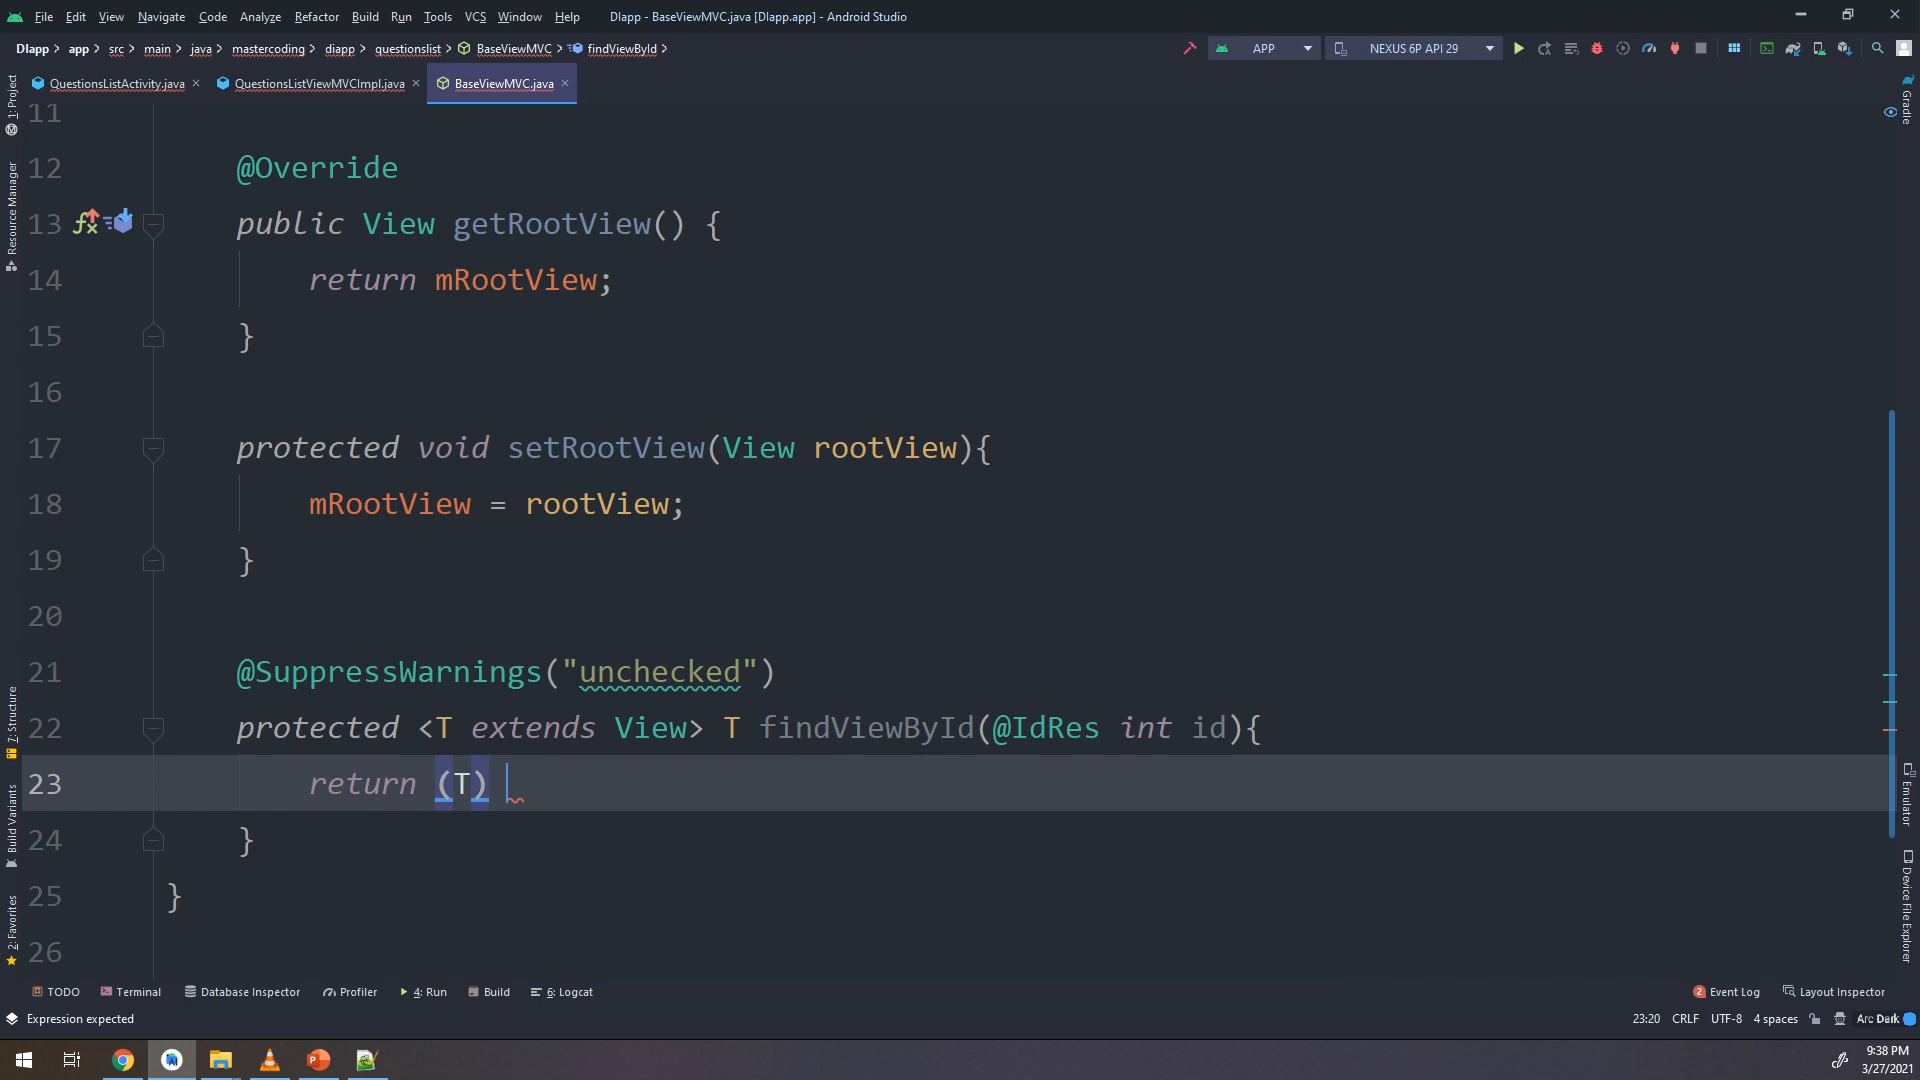 File Edit View Navigate Code Analyze Refactor Build Run Tools VCS Window Help DIapp - BaseViewMVC.java [DIapp.app] - Android Studio
DIapp app src main java mastercoding diapp questionslist BaseViewMVC findViewById APP NEXUS 6P API 29
QuestionsListActivity.java QuestionsListViewMVCImpl.java BaseViewMVC.java
1: Project
Resource Manager
7: Structure
Build Variants
2: Favorites
11
12 @Override
13 public View getRootView() {
14 return mRootView;
15 }
16
17 protected void setRootView(View rootView){
18 mRootView = rootView;
19 }
20
21 @SuppressWarnings("unchecked")
22 protected <T extends View> T findViewById(@IdRes int id){
23 return (T)
24 }
25 }
26
Gradle
Emulator
Device File Explorer
TODO Terminal Database Inspector Profiler 4: Run Build 6: Logcat 2 Event Log Layout Inspector
Expression expected 23:20 CRLF UTF-8 4 spaces Arc Dark
9:38 PM
3/27/2021